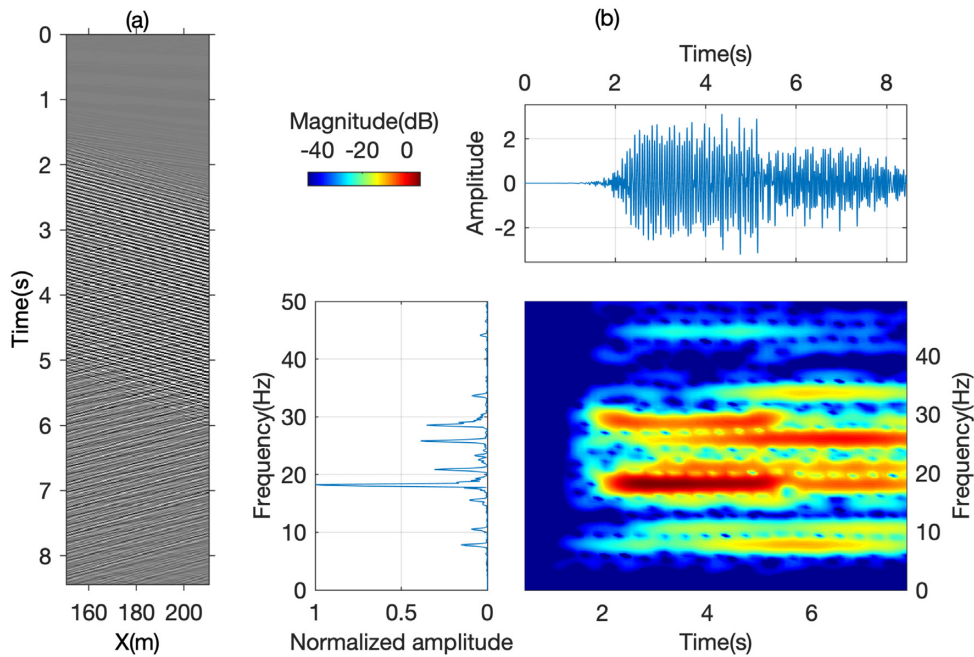 (a)
(b)
0
1
2
3
4
5
6
7
8
Time(s)
160 180 200
X(m)
Magnitude(dB)
-40 -20 0
Time(s)
0 2 4 6 8
2
0
-2
Amplitude
50
40
30
20
10
0
Frequency(Hz)
1 0.5 0
Normalized amplitude
40
30
20
10
0
Frequency(Hz)
2 4 6
Time(s)